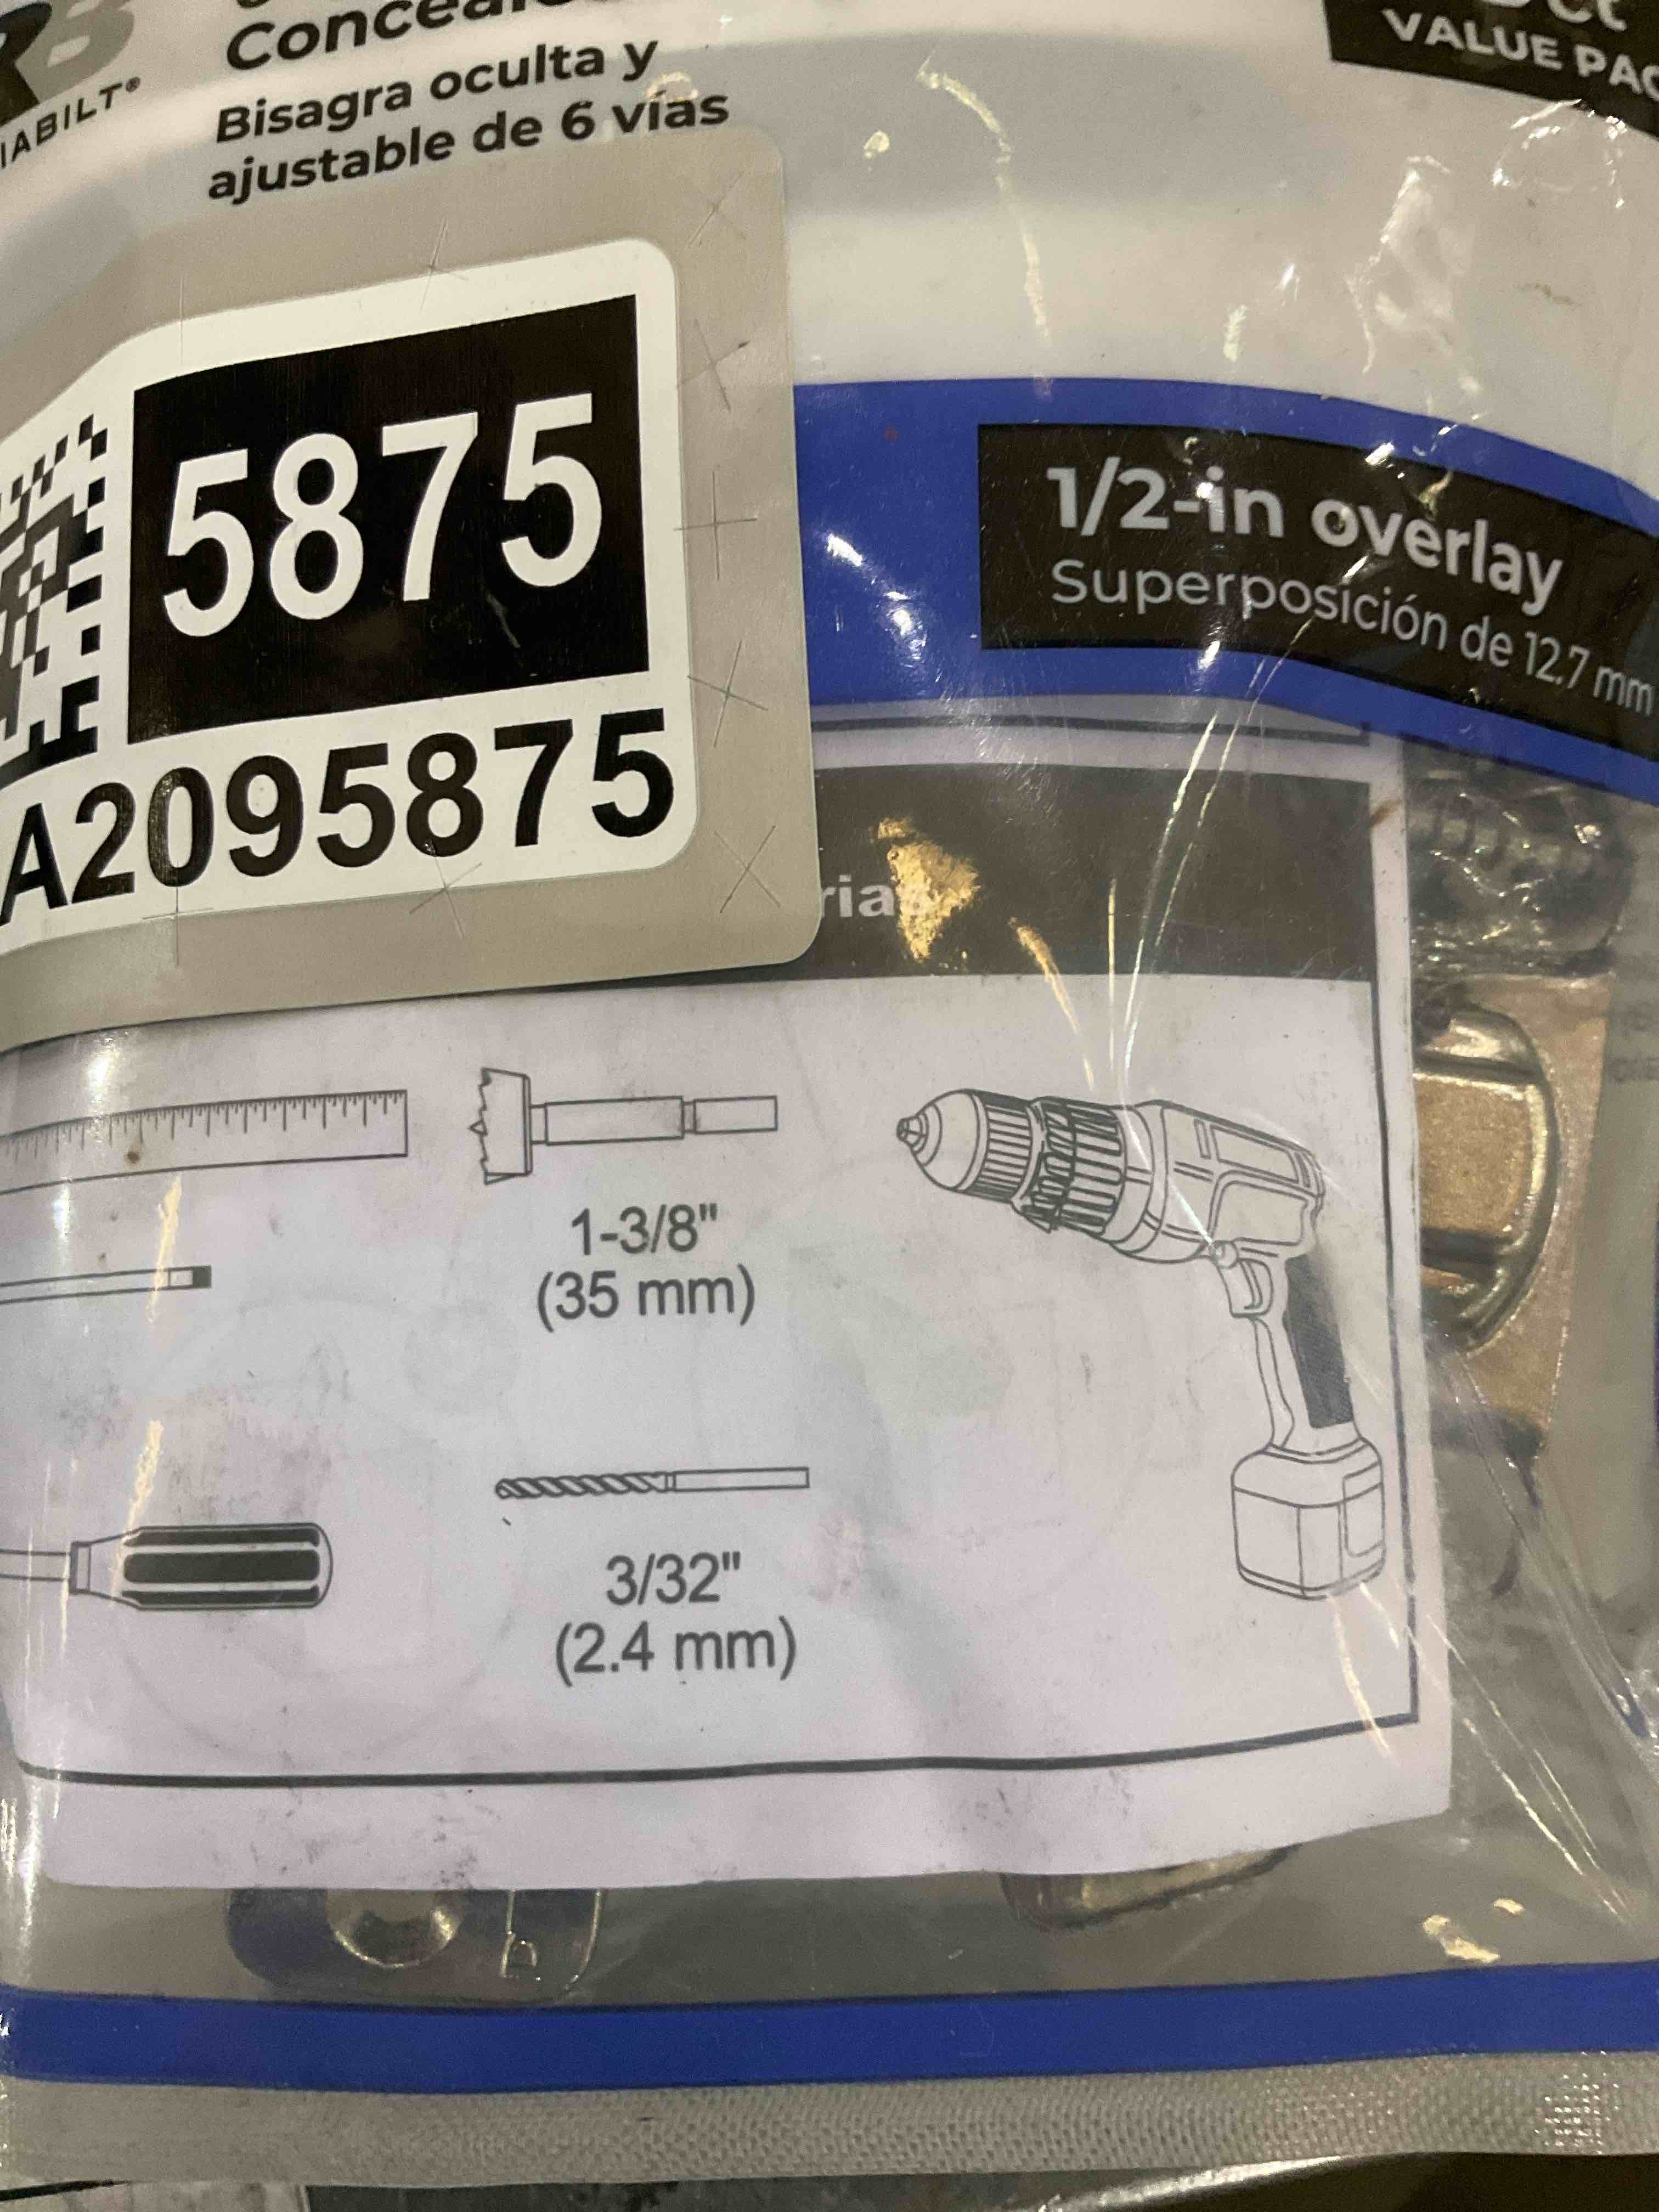 Bisagra oculta y
ajustable de 6 vías
VALUE
5875
A2095875
1/2-in overlay
Superposición de 12.7 mm
1-3/8"
(35 mm)
3/32"
(2.4 mm)